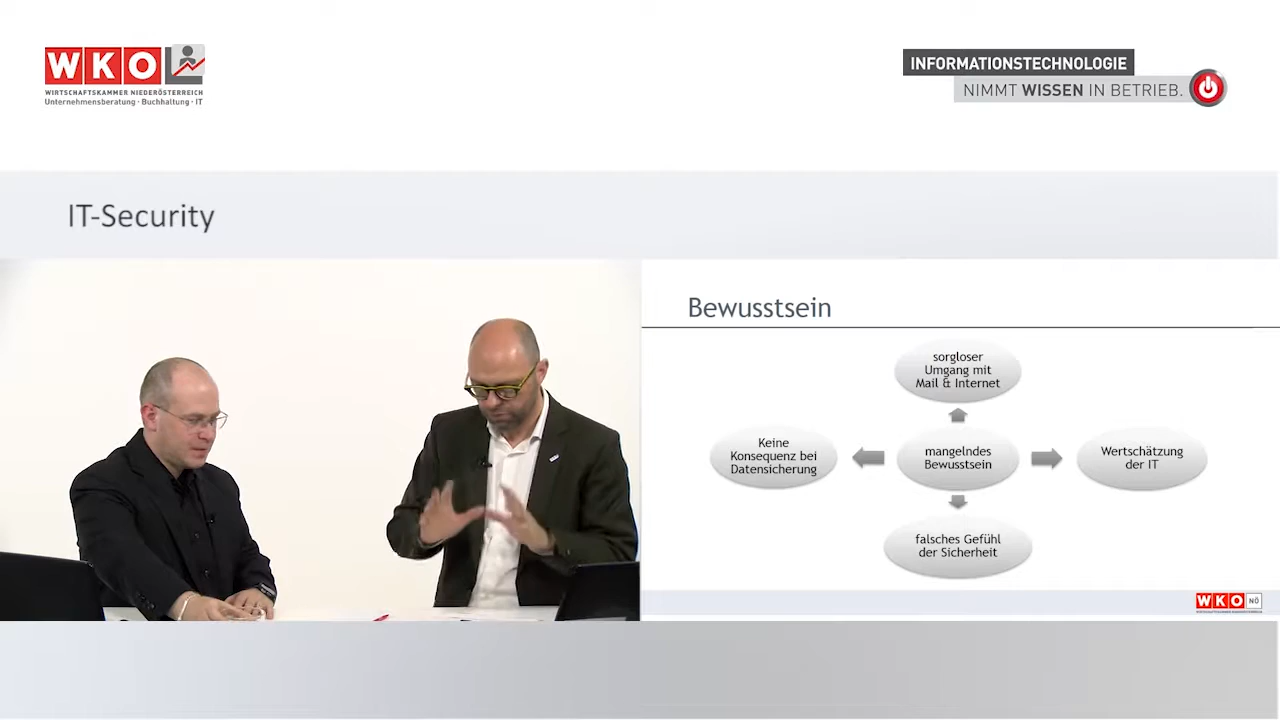 WKO
WIRTSCHAFTSKAMMER NIEDERÖSTERREICH
Unternehmensberatung · Buchhaltung · IT
INFORMATIONSTECHNOLOGIE
NIMMT WISSEN IN BETRIEB.
IT-Security
Bewusstsein
sorgloser
Umgang mit
Mail & Internet
Keine
Konsequenz bei
Datensicherung
mangelndes
Bewusstsein
Wertschätzung
der IT
falsches Gefühl
der Sicherheit
WKO NÖ